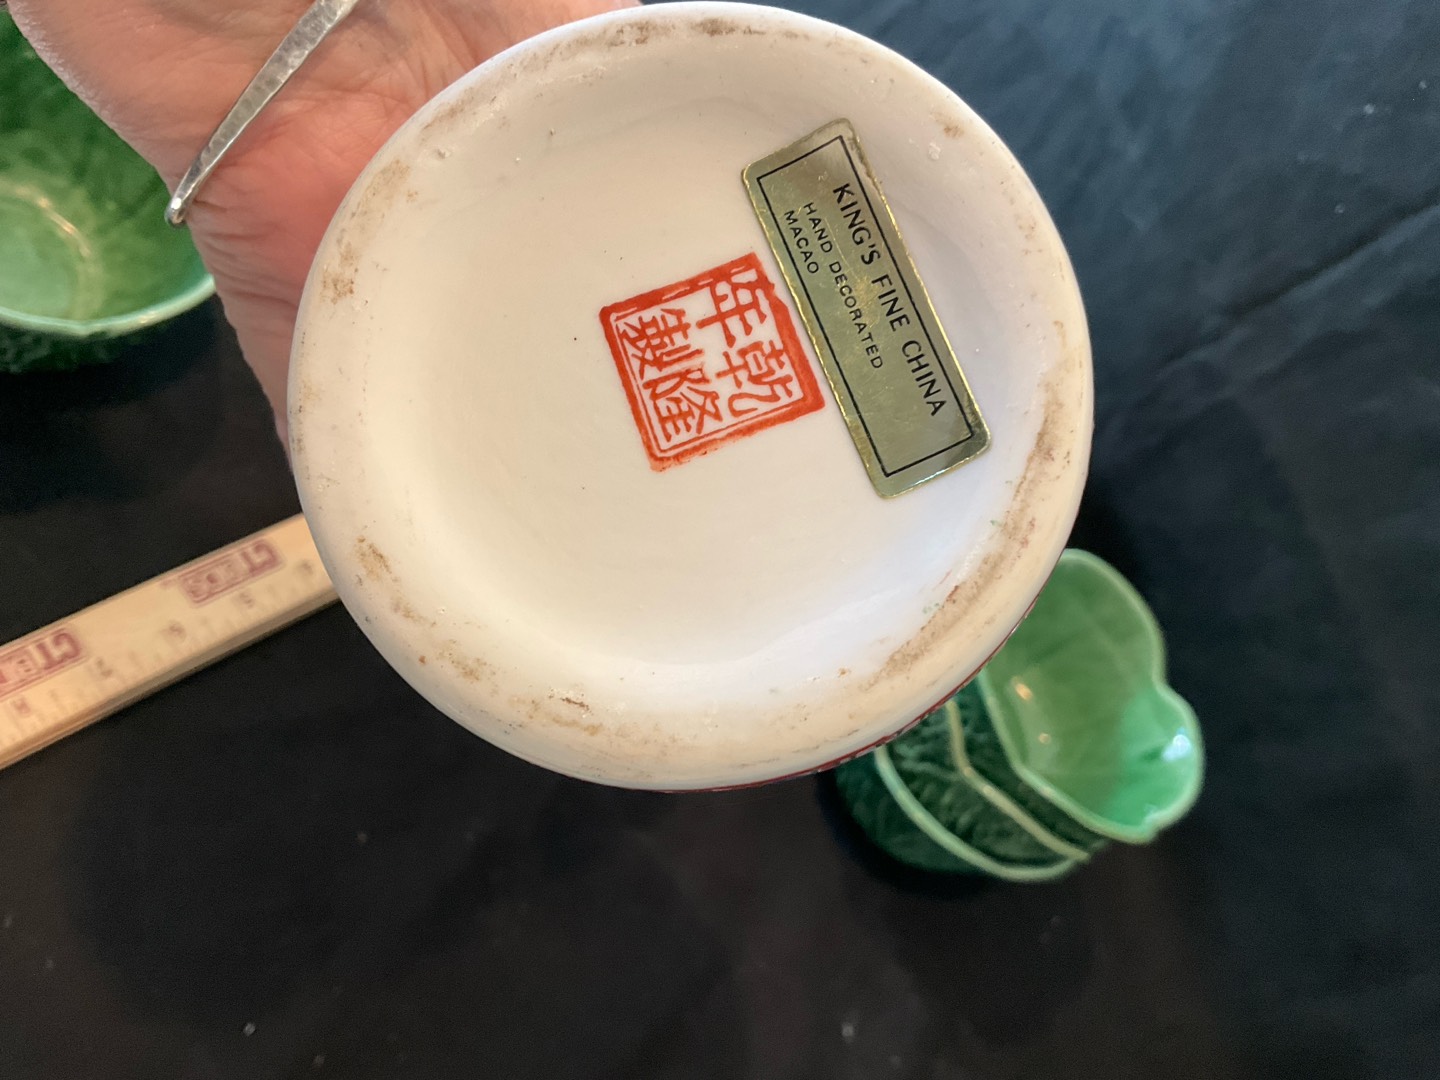 KING'S FINE CHINA
HAND DECORATED
MACAO
年乾
製隆